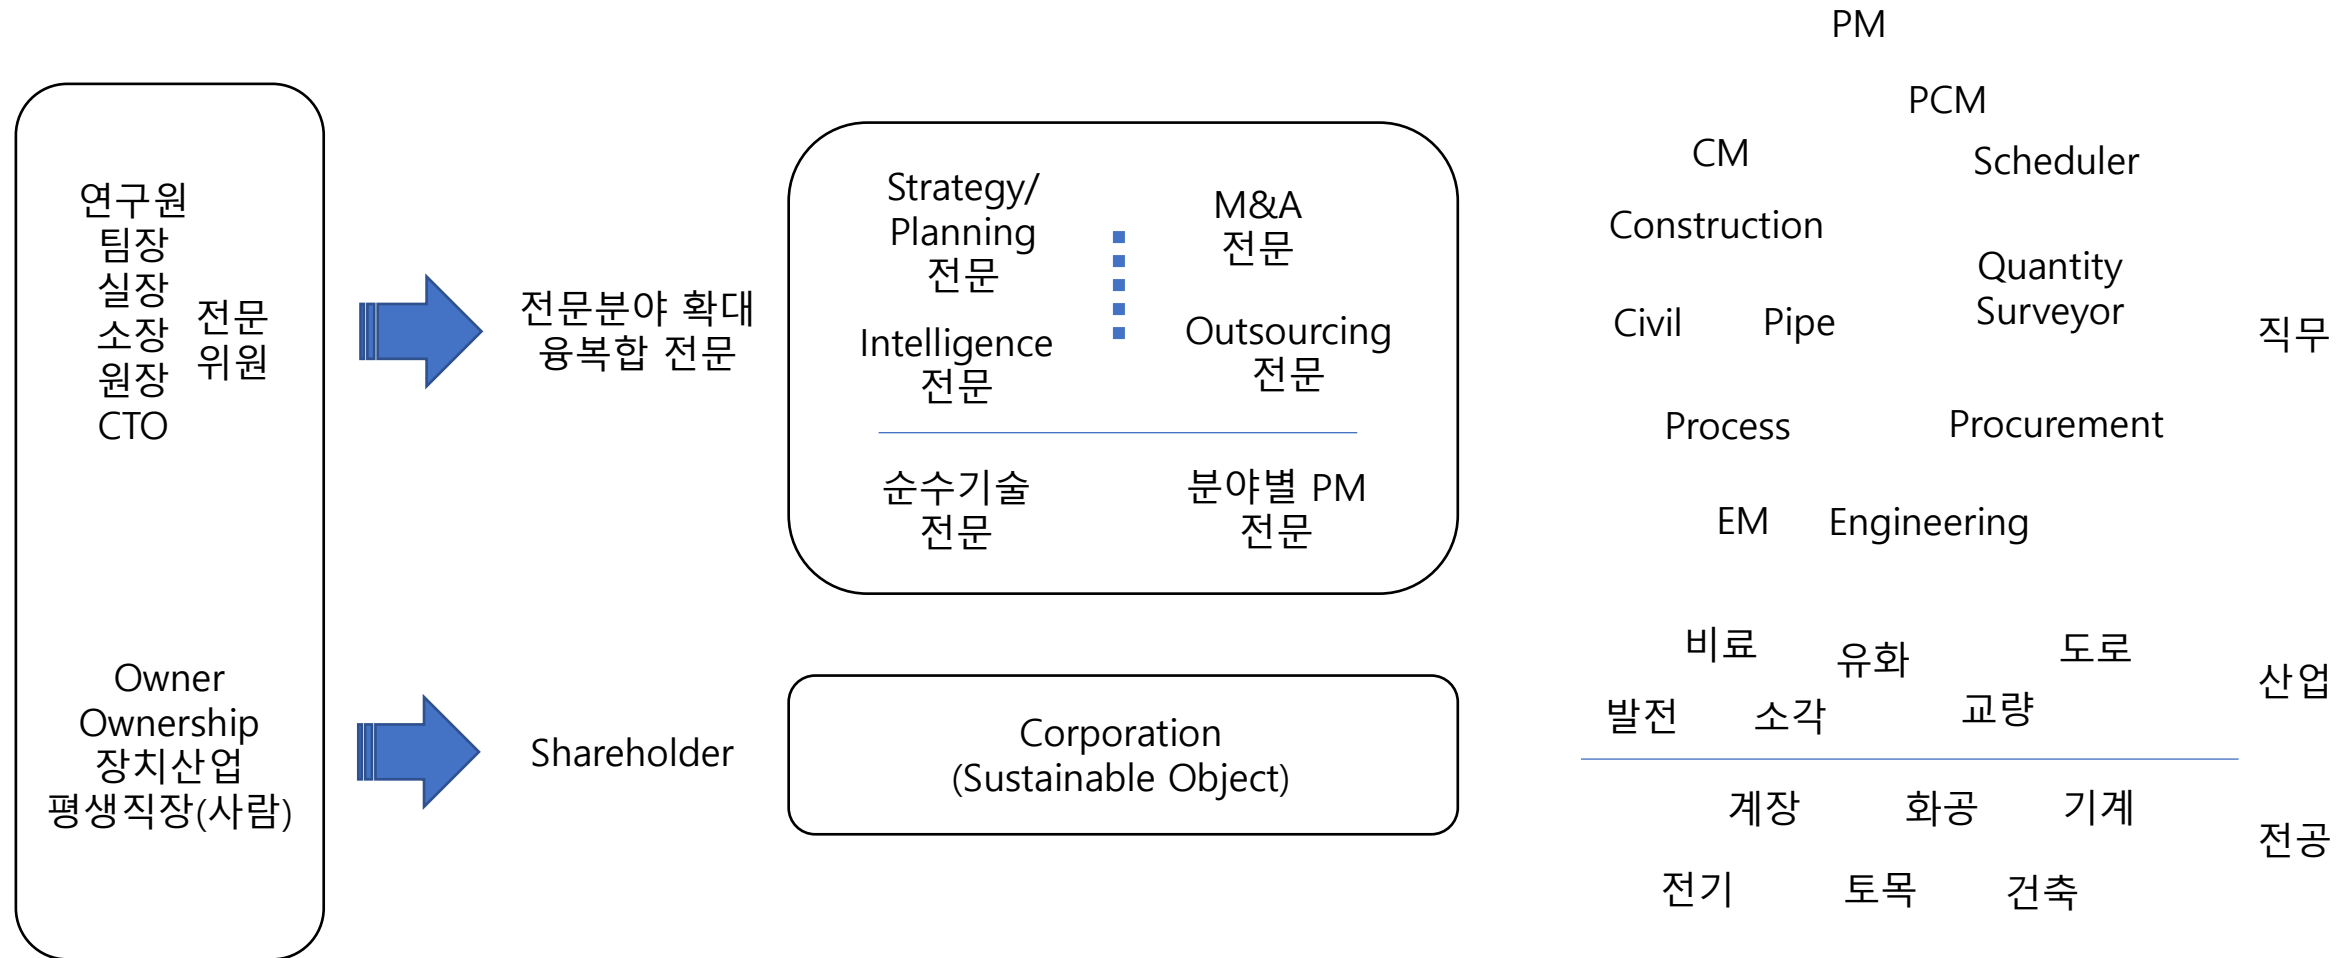 연구원
팀장
실장
소장
원장
CTO
전문
위원
Owner
Ownership
장치산업
평생직장(사람)
전문분야 확대
융복합 전문
Shareholder
Strategy/
Planning
전문
M&A
전문
Intelligence
전문
Outsourcing
전문
순수기술
전문
분야별 PM
전문
Corporation
(Sustainable Object)
PM
PCM
CM
Scheduler
Construction
Quantity
Surveyor
Civil
Pipe
직무
Process
Procurement
EM
Engineering
비료
유화
도로
산업
발전
소각
교량
계장
화공
기계
전공
전기
토목
건축